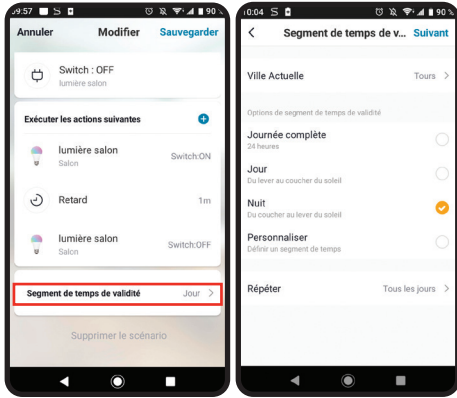 09:57
90 %
Annuler Modifier Sauvegarder
Switch : OFF
lumière salon
Exécuter les actions suivantes
lumière salon
Salon
Switch:ON
Retard 1m
lumière salon
Salon
Switch:OFF
Segment de temps de validité Jour >
Supprimer le scénario
10:04
90 %
< Segment de temps de v... Suivant
Ville Actuelle Tours >
Options de segment de temps de validité
Journée complète
24 heures
Jour
Du lever au coucher du soleil
Nuit
Du coucher au lever du soleil
Personnaliser
Définir un segment de temps
Répéter Tous les jours >